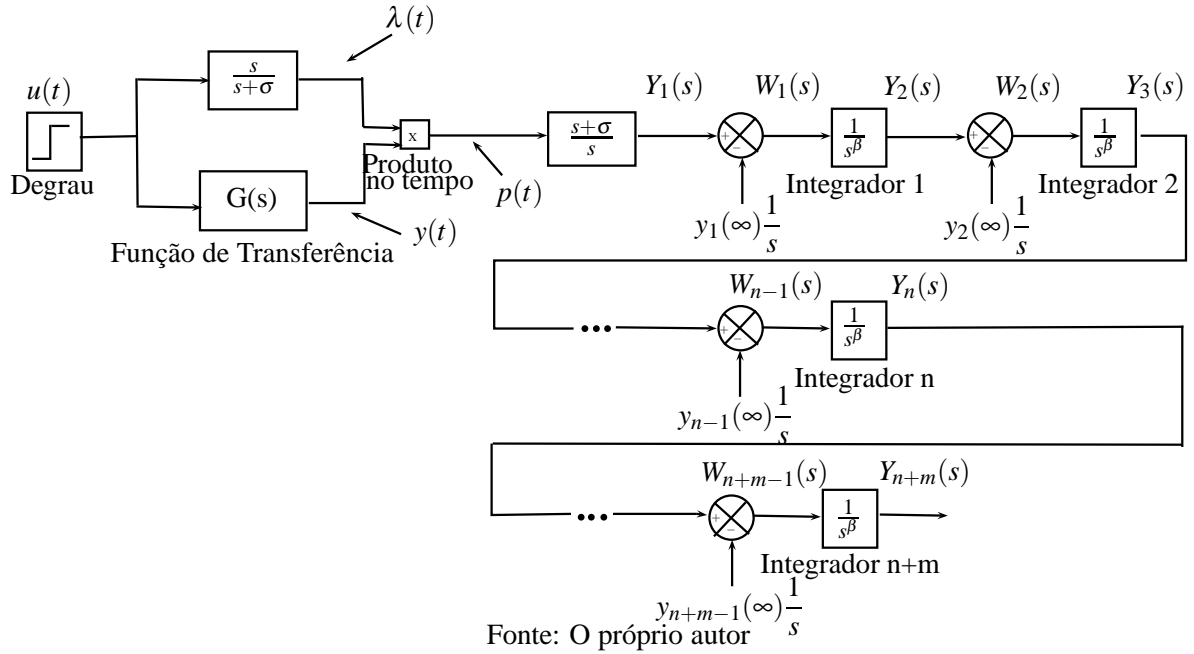 λ(t)
u(t)
s/(s+σ)
Degrau
x
Produto
no tempo
p(t)
G(s)
y(t)
Função de Transferência
(s+σ)/s
Y₁(s)
W₁(s)
Y₂(s)
W₂(s)
Y₃(s)
+
−
1/s^β
+
−
1/s^β
Integrador 1
Integrador 2
y₁(∞)1/s
y₂(∞)1/s
Wₙ₋₁(s)
Yₙ(s)
•••
+
−
1/s^β
Integrador n
yₙ₋₁(∞)1/s
Wₙ₊ₘ₋₁(s)
Yₙ₊ₘ(s)
•••
+
−
1/s^β
Integrador n+m
yₙ₊ₘ₋₁(∞)1/s
Fonte: O próprio autor